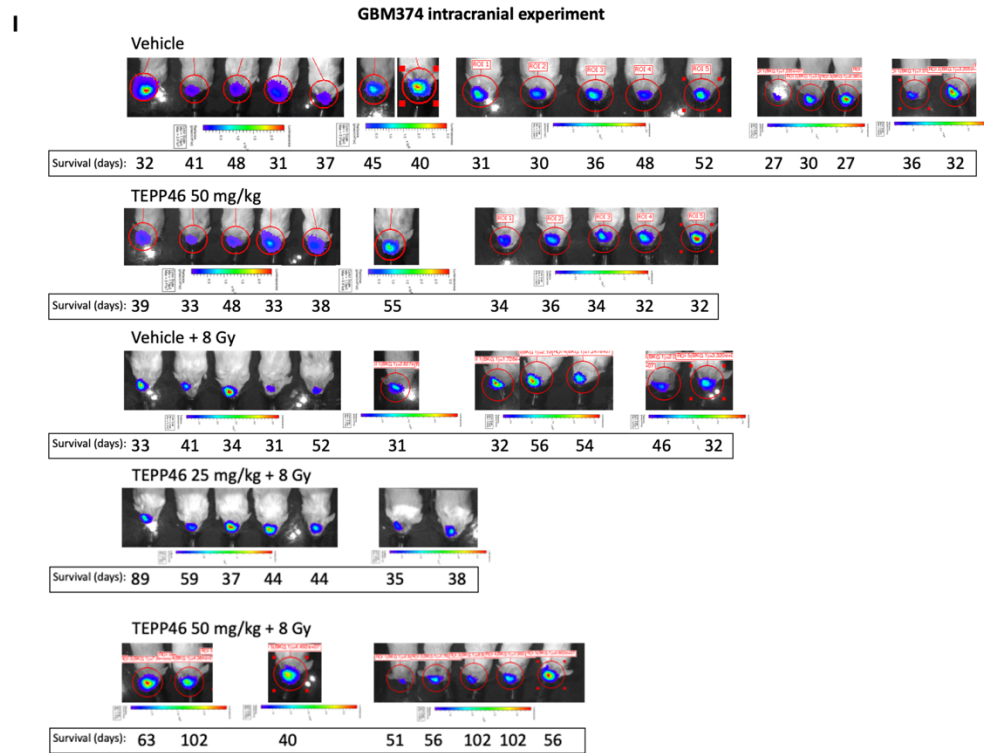 I
GBM374 intracranial experiment
Vehicle
ROI 1 ROI 2 ROI 3 ROI 4 ROI 5
Survival (days): 32 41 48 31 37 45 40 31 30 36 48 52 27 30 27 36 32
TEPP46 50 mg/kg
ROI 1 ROI 2 ROI 3 ROI 4 ROI 5
Survival (days): 39 33 48 33 38 55 34 36 34 32 32
Vehicle + 8 Gy
Survival (days): 33 41 34 31 52 31 32 56 54 46 32
TEPP46 25 mg/kg + 8 Gy
Survival (days): 89 59 37 44 44 35 38
TEPP46 50 mg/kg + 8 Gy
Survival (days): 63 102 40 51 56 102 102 56